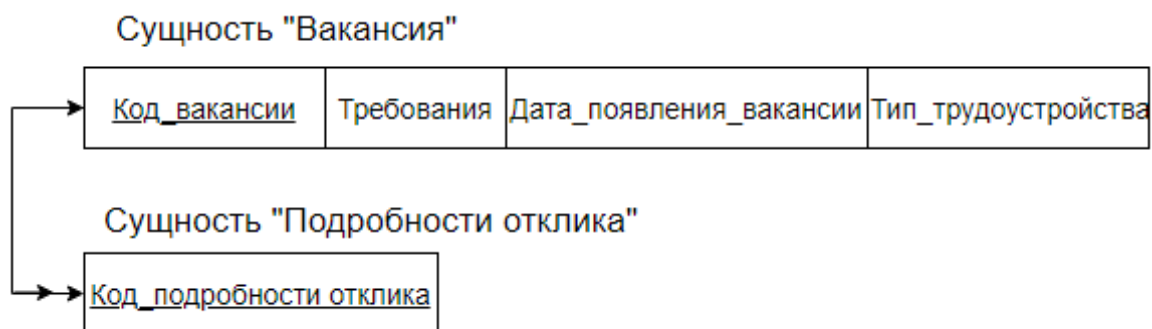 Сущность "Вакансия"
Код_вакансии Требования Дата_появления_вакансии Тип_трудоустройства
Сущность "Подробности отклика"
Код_подробности отклика